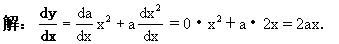 解: dy/dx = da/dx x² + a dx²/dx = 0 · x² + a · 2x = 2ax.